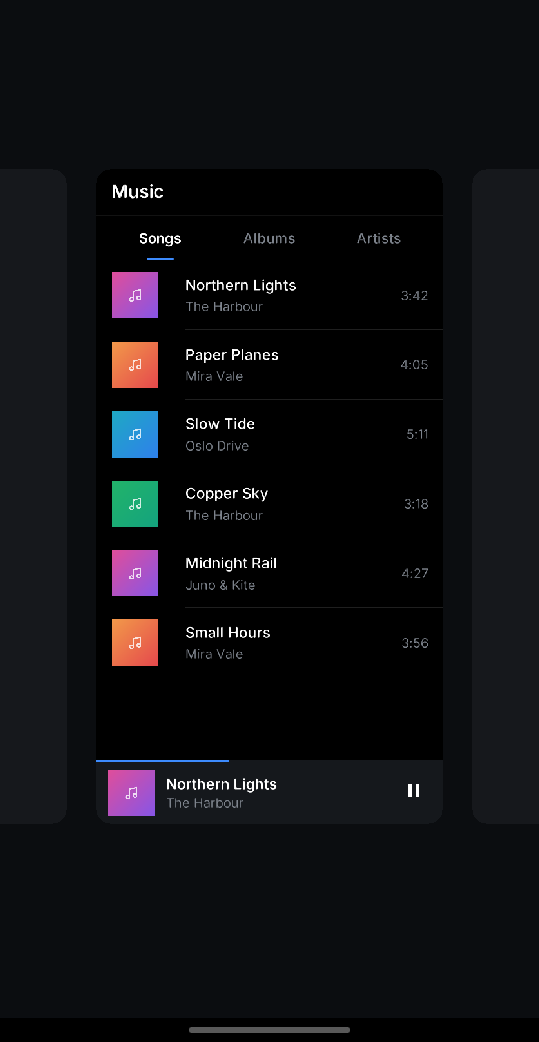 Music
Songs Albums Artists
Northern Lights
The Harbour
3:42
Paper Planes
Mira Vale
4:05
Slow Tide
Oslo Drive
5:11
Copper Sky
The Harbour
3:18
Midnight Rail
Juno & Kite
4:27
Small Hours
Mira Vale
3:56
Northern Lights
The Harbour